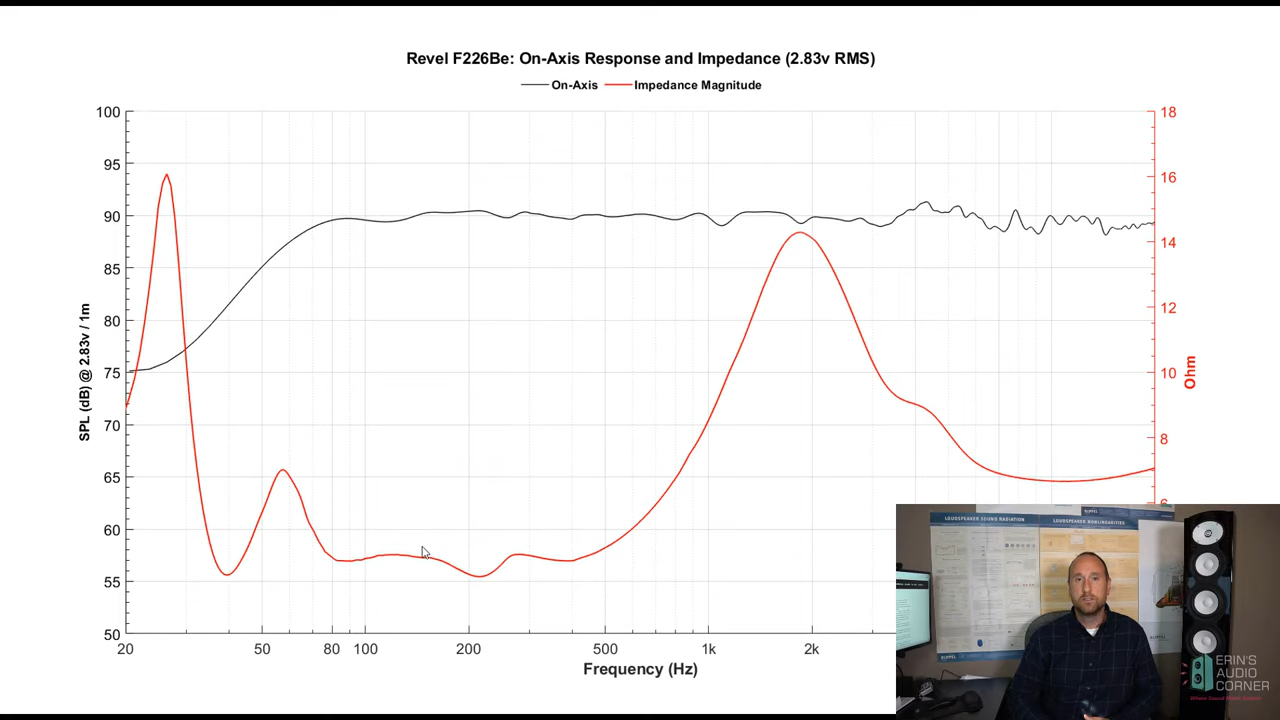 Revel F226Be: On-Axis Response and Impedance (2.83v RMS)
On-Axis Impedance Magnitude
100
95
90
85
80
75
70
65
60
55
50
SPL (dB) @ 2.83v / 1m
18
16
14
12
10
8
6
Ohm
20 50 80 100 200 500 1k 2k
Frequency (Hz)
LOUDSPEAKER SOUND RADIATION
LOUDSPEAKER NONLINEARITIES
KLIPPEL
ERIN'S
AUDIO
CORNER